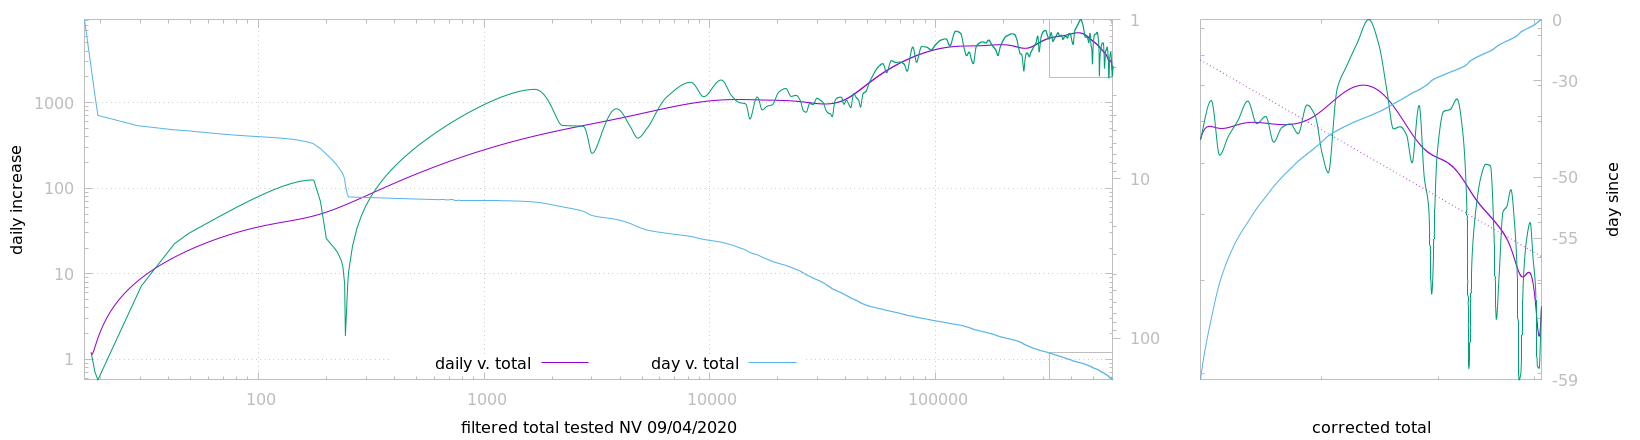 1000
100
10
1
daily increase
daily v. total
day v. total
100
1000
10000
100000
filtered total tested NV 09/04/2020
1
10
100
0
-30
-50
-55
-59
day since
corrected total